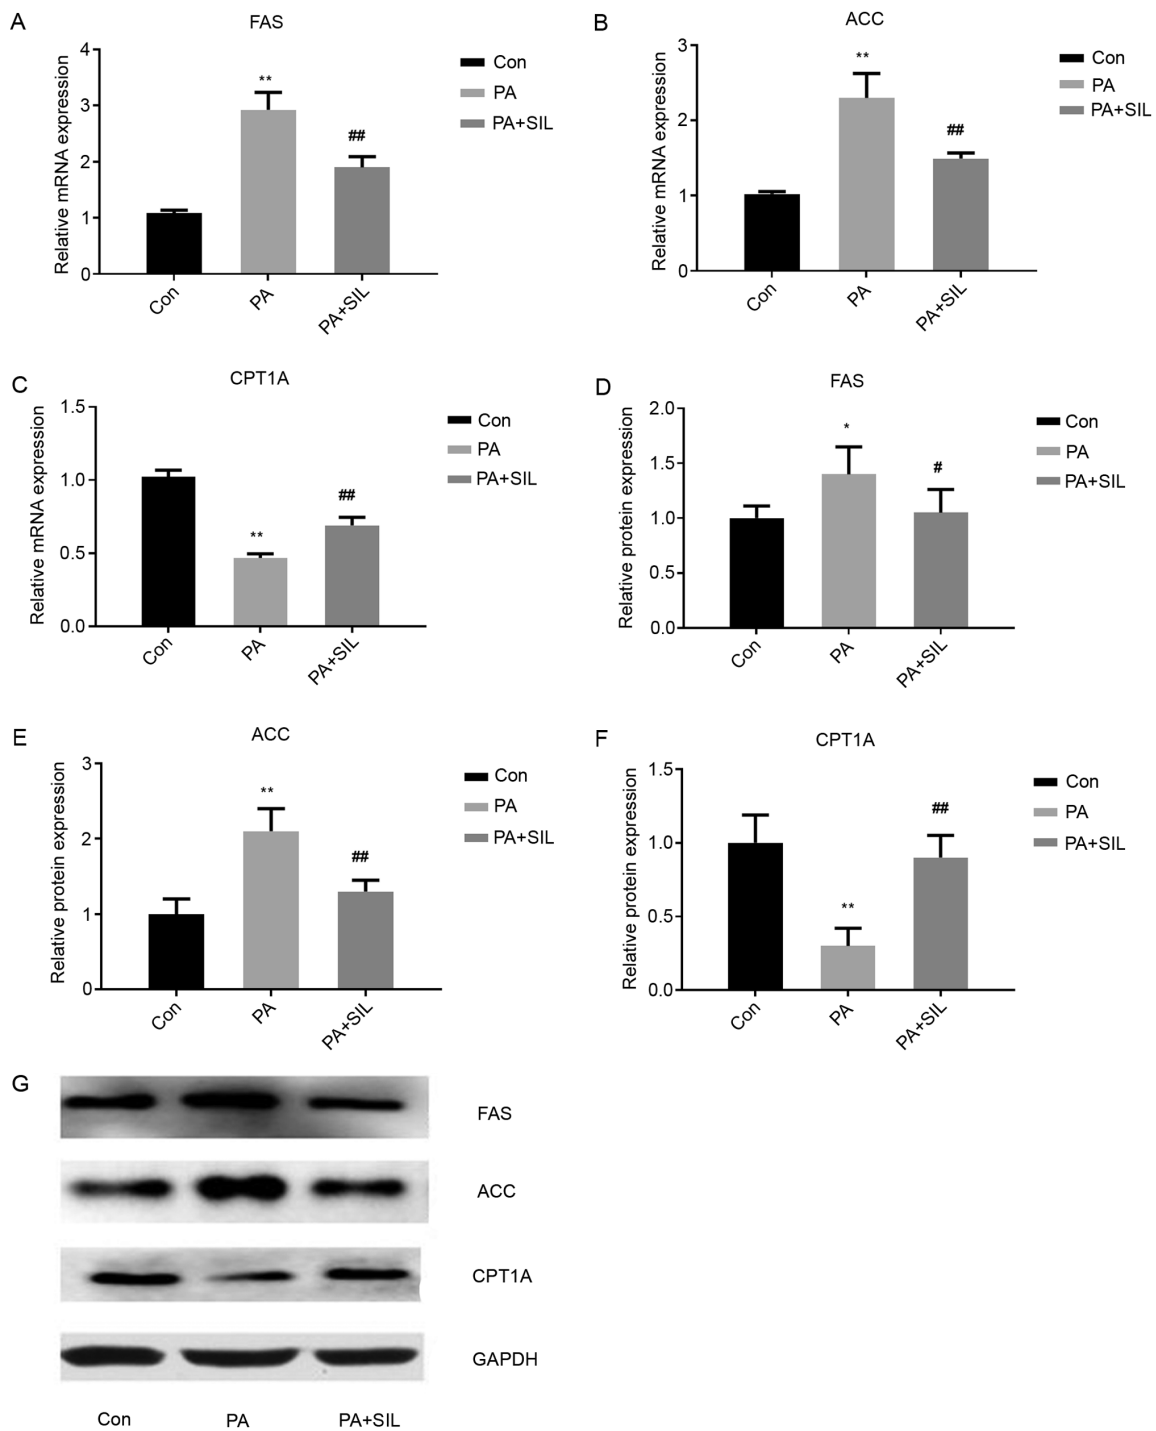 A
FAS
Relative mRNA expression
4
3
2
1
0
**
##
Con
PA
PA+SIL
Con
PA
PA+SIL
B
ACC
Relative mRNA expression
3
2
1
0
**
##
Con
PA
PA+SIL
Con
PA
PA+SIL
C
CPT1A
Relative mRNA expression
1.5
1.0
0.5
0.0
**
##
Con
PA
PA+SIL
Con
PA
PA+SIL
D
FAS
Relative protein expression
2.0
1.5
1.0
0.5
0.0
*
#
Con
PA
PA+SIL
Con
PA
PA+SIL
E
ACC
Relative protein expression
3
2
1
0
**
##
Con
PA
PA+SIL
Con
PA
PA+SIL
F
CPT1A
Relative protein expression
1.5
1.0
0.5
0.0
**
##
Con
PA
PA+SIL
Con
PA
PA+SIL
G
FAS
ACC
CPT1A
GAPDH
Con
PA
PA+SIL